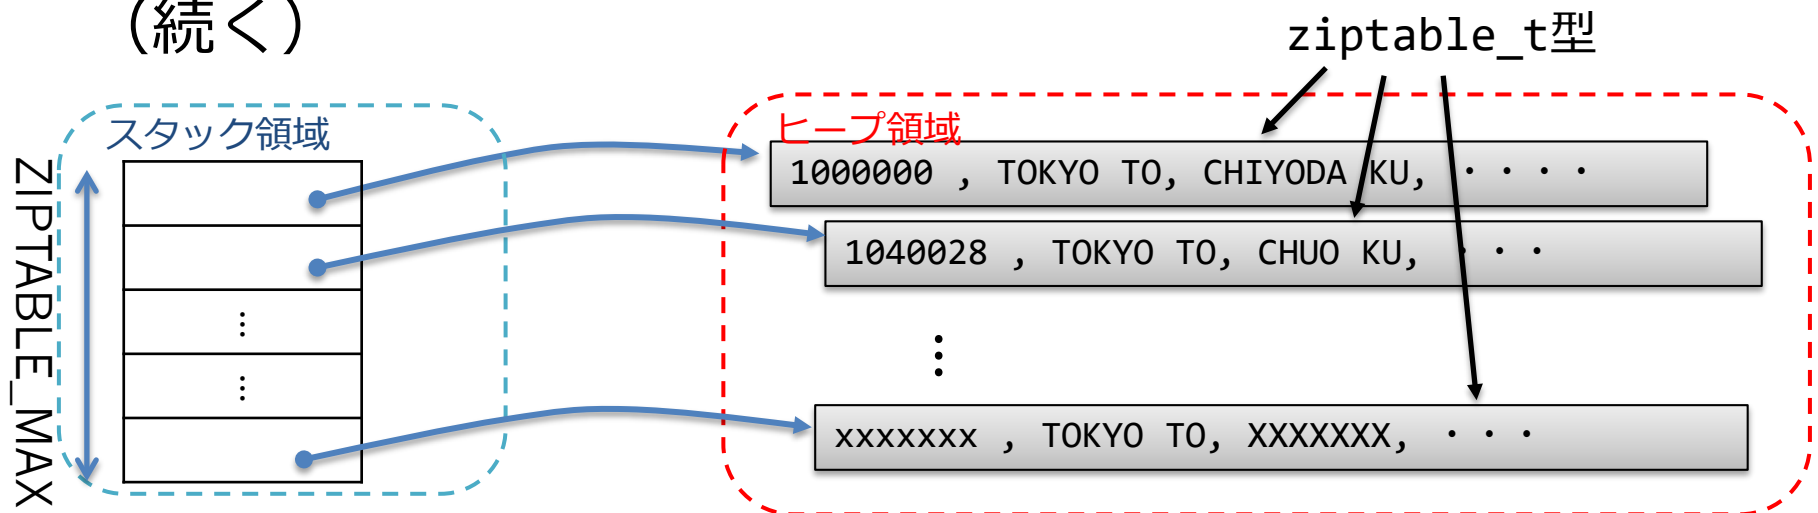 （続く）
ziptable_t型
スタック領域
ヒープ領域
ZIPTABLE_MAX
1000000 , TOKYO TO, CHIYODA KU, ・・・・
1040028 , TOKYO TO, CHUO KU, ・・・
⋮
⋮
⋮
xxxxxxx , TOKYO TO, XXXXXXX, ・・・